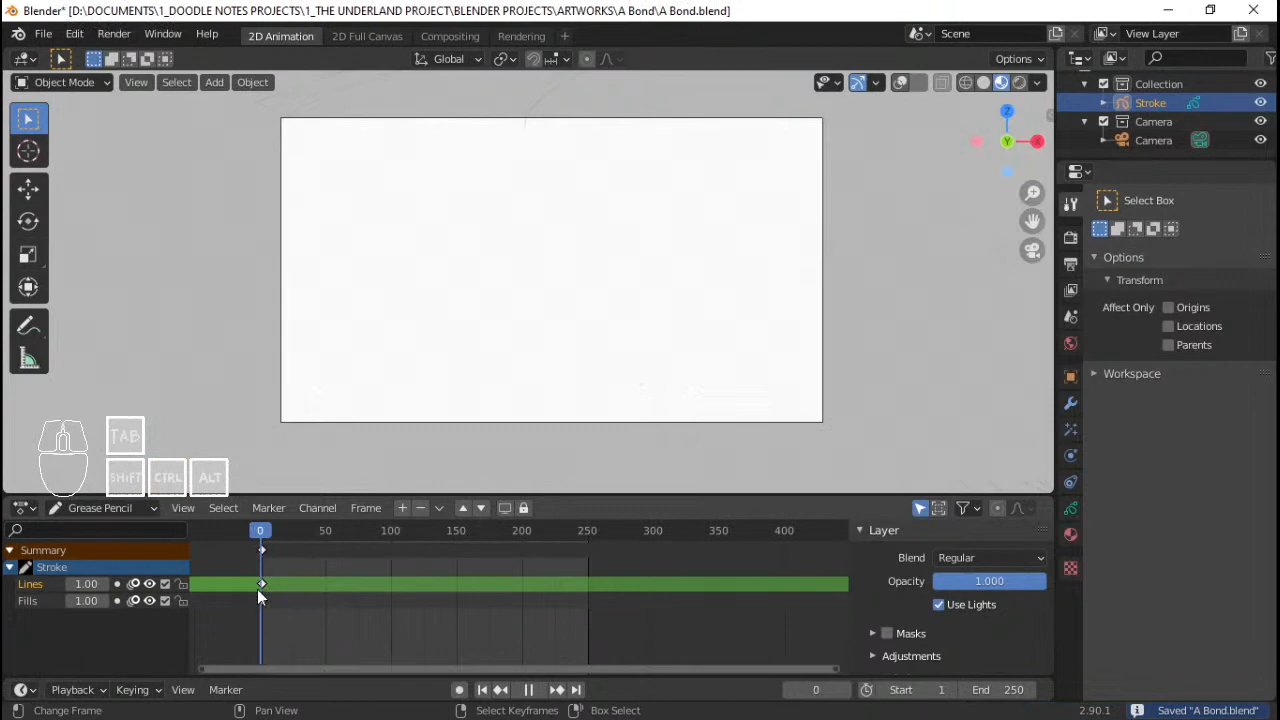 Blender* [D:\DOCUMENTS\1_DOODLE NOTES PROJECTS\1_THE UNDERLAND PROJECT\BLENDER PROJECTS\ARTWORKS\A Bond\A Bond.blend]
File Edit Render Window Help 2D Animation 2D Full Canvas Compositing Rendering + Scene View Layer
Global Options
Object Mode View Select Add Object
Collection
Stroke
Camera
Camera
Z
Y X
Select Box
Options
Transform
Affect Only Origins
Locations
Parents
Workspace
TAB
SHiFT CTRL ALT
Grease Pencil View Select Marker Channel Frame
0 50 100 150 200 250 300 350 400 Layer
Summary
Blend Regular
Stroke
Lines 1.00 Opacity 1.000
Fills 1.00 Use Lights
Masks
Adjustments
Playback Keying View Marker 0 Start 1 End 250
Change Frame Pan View Select Keyframes Box Select 2.90.1 Saved "A Bond.blend"